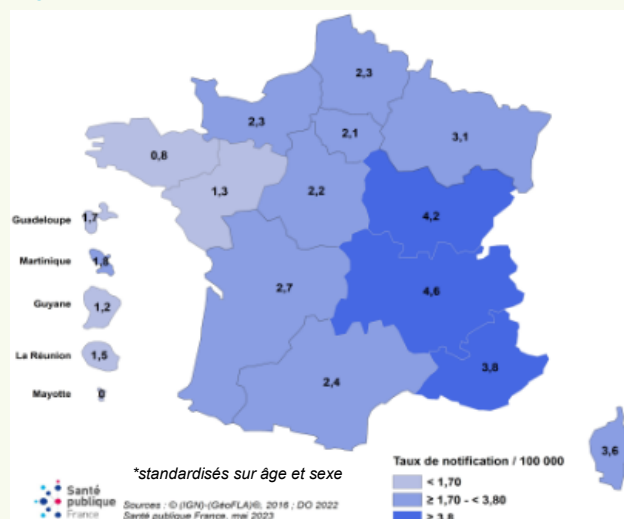 2,3
2,3
2,1
3,1
0,8
1,3
2,2
4,2
Guadeloupe
1,7
Martinique
1,8
2,7
4,6
Guyane
1,2
La Réunion
1,5
3,8
2,4
Mayotte
0
3,6
*standardisés sur âge et sexe
Taux de notification / 100 000
< 1,70
≥ 1,70 - < 3,80
≥ 3,8
Santé
publique
France
Sources : © (IGN)-(GéoFLA)®, 2016 ; DO 2022
Santé publique France, mai 2023